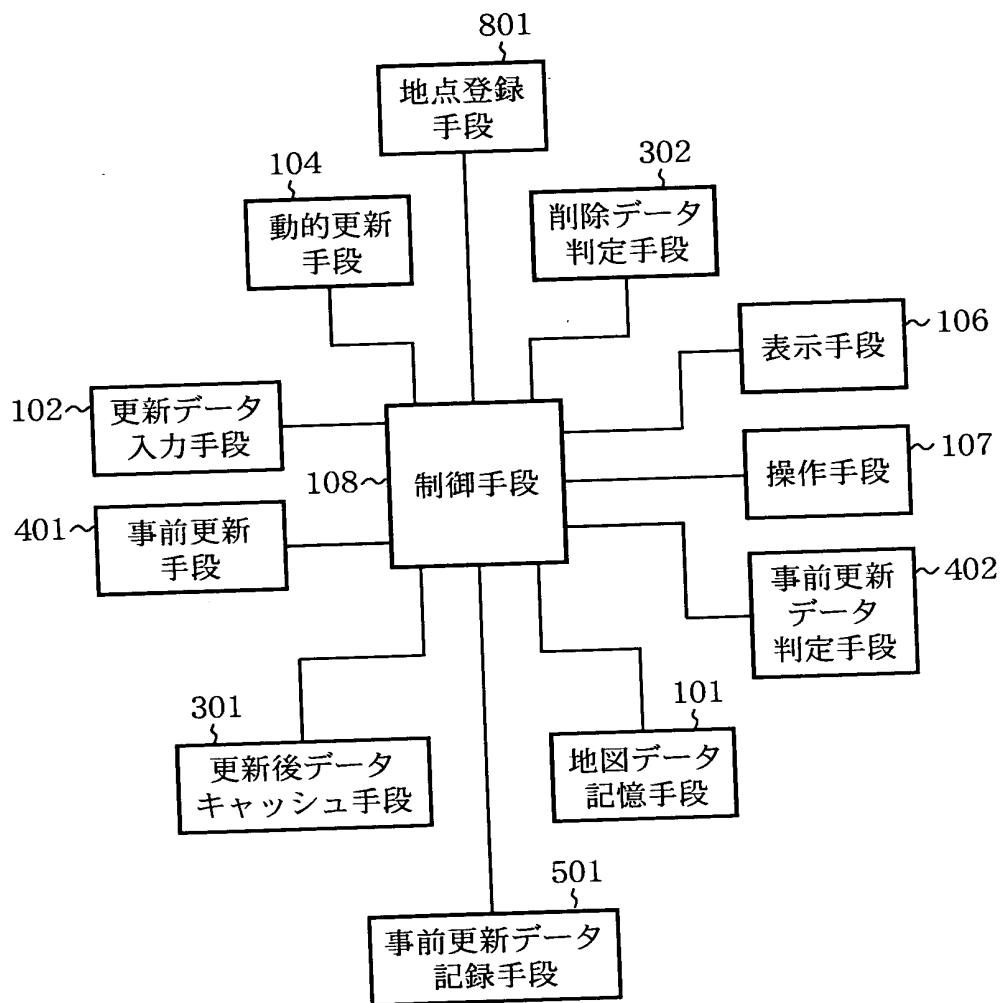 801
地点登録
手段
104
動的更新
手段
302
削除データ
判定手段
106
表示手段
102
更新データ
入力手段
108
制御手段
107
操作手段
401
事前更新
手段
402
事前更新
データ
判定手段
301
更新後データ
キャッシュ手段
101
地図データ
記憶手段
501
事前更新データ
記録手段